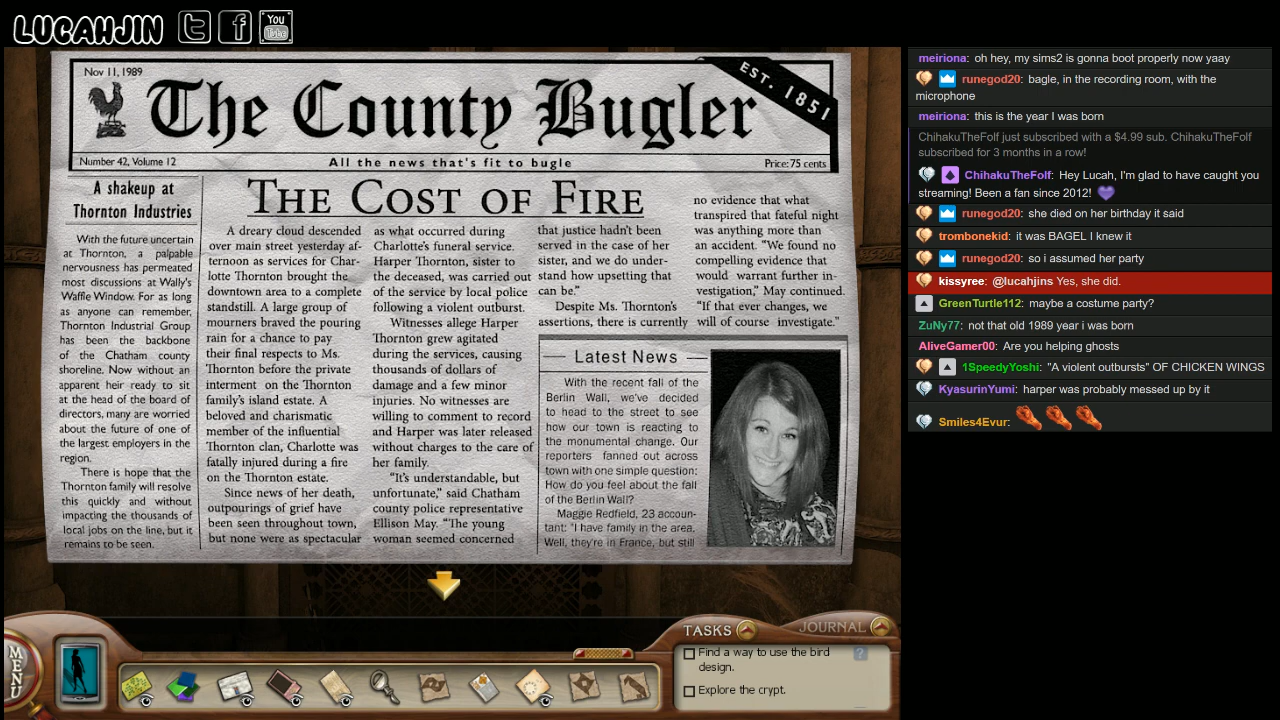 LUCAHJIN
You Tube
Nov 11, 1989
The County Bugler
EST. 1851
Number 42, Volume 12
All the news that's fit to bugle
Price: 75 cents
A shakeup at
Thornton Industries
With the future uncertain
at Thornton, a palpable
nervousness has permeated
most discussions at Wally's
Waffle Window. For as long
as anyone can remember,
Thornton Industrial Group
has been the backbone
of the Chatham county
shoreline. Now without an
apparent heir ready to sit
at the head of the board of
directors, many are worried
about the future of one of
the largest employers in the
region.
There is hope that the
Thornton family will resolve
this quickly and without
impacting the thousands of
local jobs on the line, but it
remains to be seen.
THE COST OF FIRE
A dreary cloud descended
over main street yesterday af-
ternoon as services for Char-
lotte Thornton brought the
downtown area to a complete
standstill. A large group of
mourners braved the pouring
rain for a chance to pay
their final respects to Ms.
Thornton before the private
interment on the Thornton
family's island estate. A
beloved and charismatic
member of the influential
Thornton clan, Charlotte was
fatally injured during a fire
on the Thornton estate.
Since news of her death,
outpourings of grief have
been seen throughout town,
but none were as spectacular
as what occurred during
Charlotte's funeral service.
Harper Thornton, sister to
the deceased, was carried out
of the service by local police
following a violent outburst.
Witnesses allege Harper
Thornton grew agitated
during the services, causing
thousands of dollars of
damage and a few minor
injuries. No witnesses are
willing to comment to record
and Harper was later released
without charges to the care of
her family.
"It's understandable, but
unfortunate," said Chatham
county police representative
Ellison May. "The young
woman seemed concerned
that justice hadn't been
served in the case of her
sister, and we do under-
stand how upsetting that
can be."
Despite Ms. Thornton's
assertions, there is currently
no evidence that what
transpired that fateful night
was anything more than
an accident. "We found no
compelling evidence that
would warrant further in-
vestigation," May continued.
"If that ever changes, we
will of course investigate."
Latest News
With the recent fall of the
Berlin Wall, we've decided
to head to the street to see
how our town is reacting to
the monumental change. Our
reporters fanned out across
town with one simple question:
How do you feel about the fall
of the Berlin Wall?
Maggie Redfield, 23 accoun-
tant: "I have family in the area.
Well, they're in France, but still
MENU
TASKS
JOURNAL
Find a way to use the bird
design.
?
Explore the crypt.
meiriona: oh hey, my sims2 is gonna boot properly now yaay
runegod20: bagle, in the recording room, with the
microphone
meiriona: this is the year I was born
ChihakuTheFolf just subscribed with a $4.99 sub. ChihakuTheFolf
subscribed for 3 months in a row!
ChihakuTheFolf: Hey Lucah, I'm glad to have caught you
streaming! Been a fan since 2012!
runegod20: she died on her birthday it said
trombonekid: it was BAGEL I knew it
runegod20: so i assumed her party
kissyree: @lucahjins Yes, she did.
GreenTurtle112: maybe a costume party?
ZuNy77: not that old 1989 year i was born
AliveGamer00: Are you helping ghosts
1SpeedyYoshi: "A violent outbursts" OF CHICKEN WINGS
KyasurinYumi: harper was probably messed up by it
Smiles4Evur: